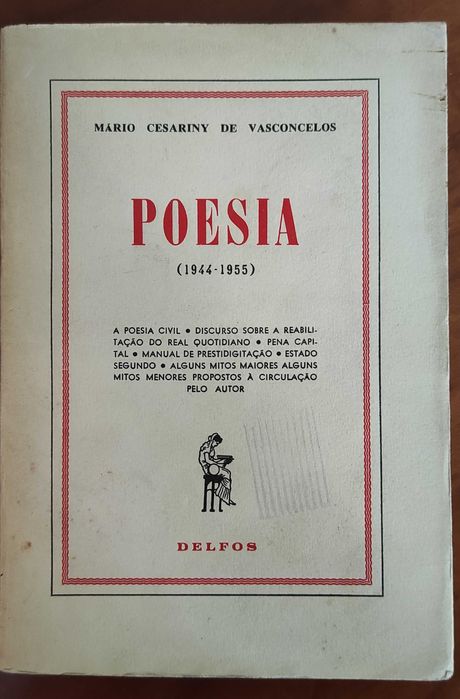 MÁRIO CESARINY DE VASCONCELOS
POESIA
(1944-1955)
A POESIA CIVIL • DISCURSO SOBRE A REABILI-
TAÇÃO DO REAL QUOTIDIANO • PENA CAPI-
TAL • MANUAL DE PRESTIDIGITAÇÃO • ESTADO
SEGUNDO • ALGUNS MITOS MAIORES ALGUNS
MITOS MENORES PROPOSTOS À CIRCULAÇÃO
PELO AUTOR
DELFOS